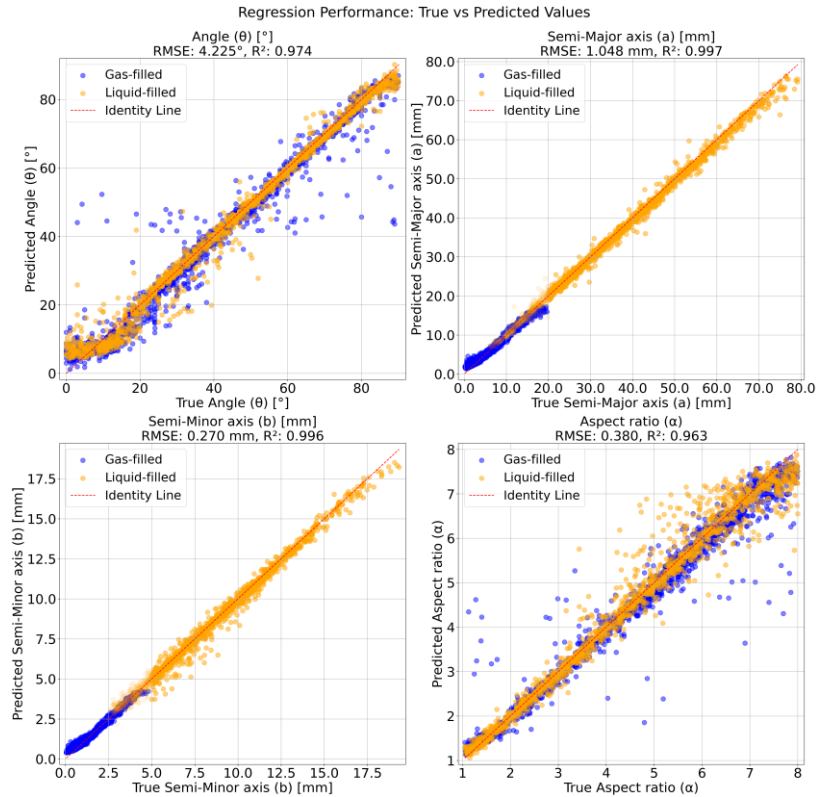 Regression Performance: True vs Predicted Values
Angle (θ) [°]
RMSE: 4.225°, R²: 0.974
Gas-filled
Liquid-filled
Identity Line
Predicted Angle (θ) [°]
80
60
40
20
0
0 20 40 60 80
True Angle (θ) [°]
Semi-Major axis (a) [mm]
RMSE: 1.048 mm, R²: 0.997
Gas-filled
Liquid-filled
Identity Line
Predicted Semi-Major axis (a) [mm]
80.0
70.0
60.0
50.0
40.0
30.0
20.0
10.0
0.0
0.0 10.0 20.0 30.0 40.0 50.0 60.0 70.0 80.0
True Semi-Major axis (a) [mm]
Semi-Minor axis (b) [mm]
RMSE: 0.270 mm, R²: 0.996
Gas-filled
Liquid-filled
Identity Line
Predicted Semi-Minor axis (b) [mm]
17.5
15.0
12.5
10.0
7.5
5.0
2.5
0.0
0.0 2.5 5.0 7.5 10.0 12.5 15.0 17.5
True Semi-Minor axis (b) [mm]
Aspect ratio (α)
RMSE: 0.380, R²: 0.963
Gas-filled
Liquid-filled
Identity Line
Predicted Aspect ratio (α)
8
7
6
5
4
3
2
1
1 2 3 4 5 6 7 8
True Aspect ratio (α)